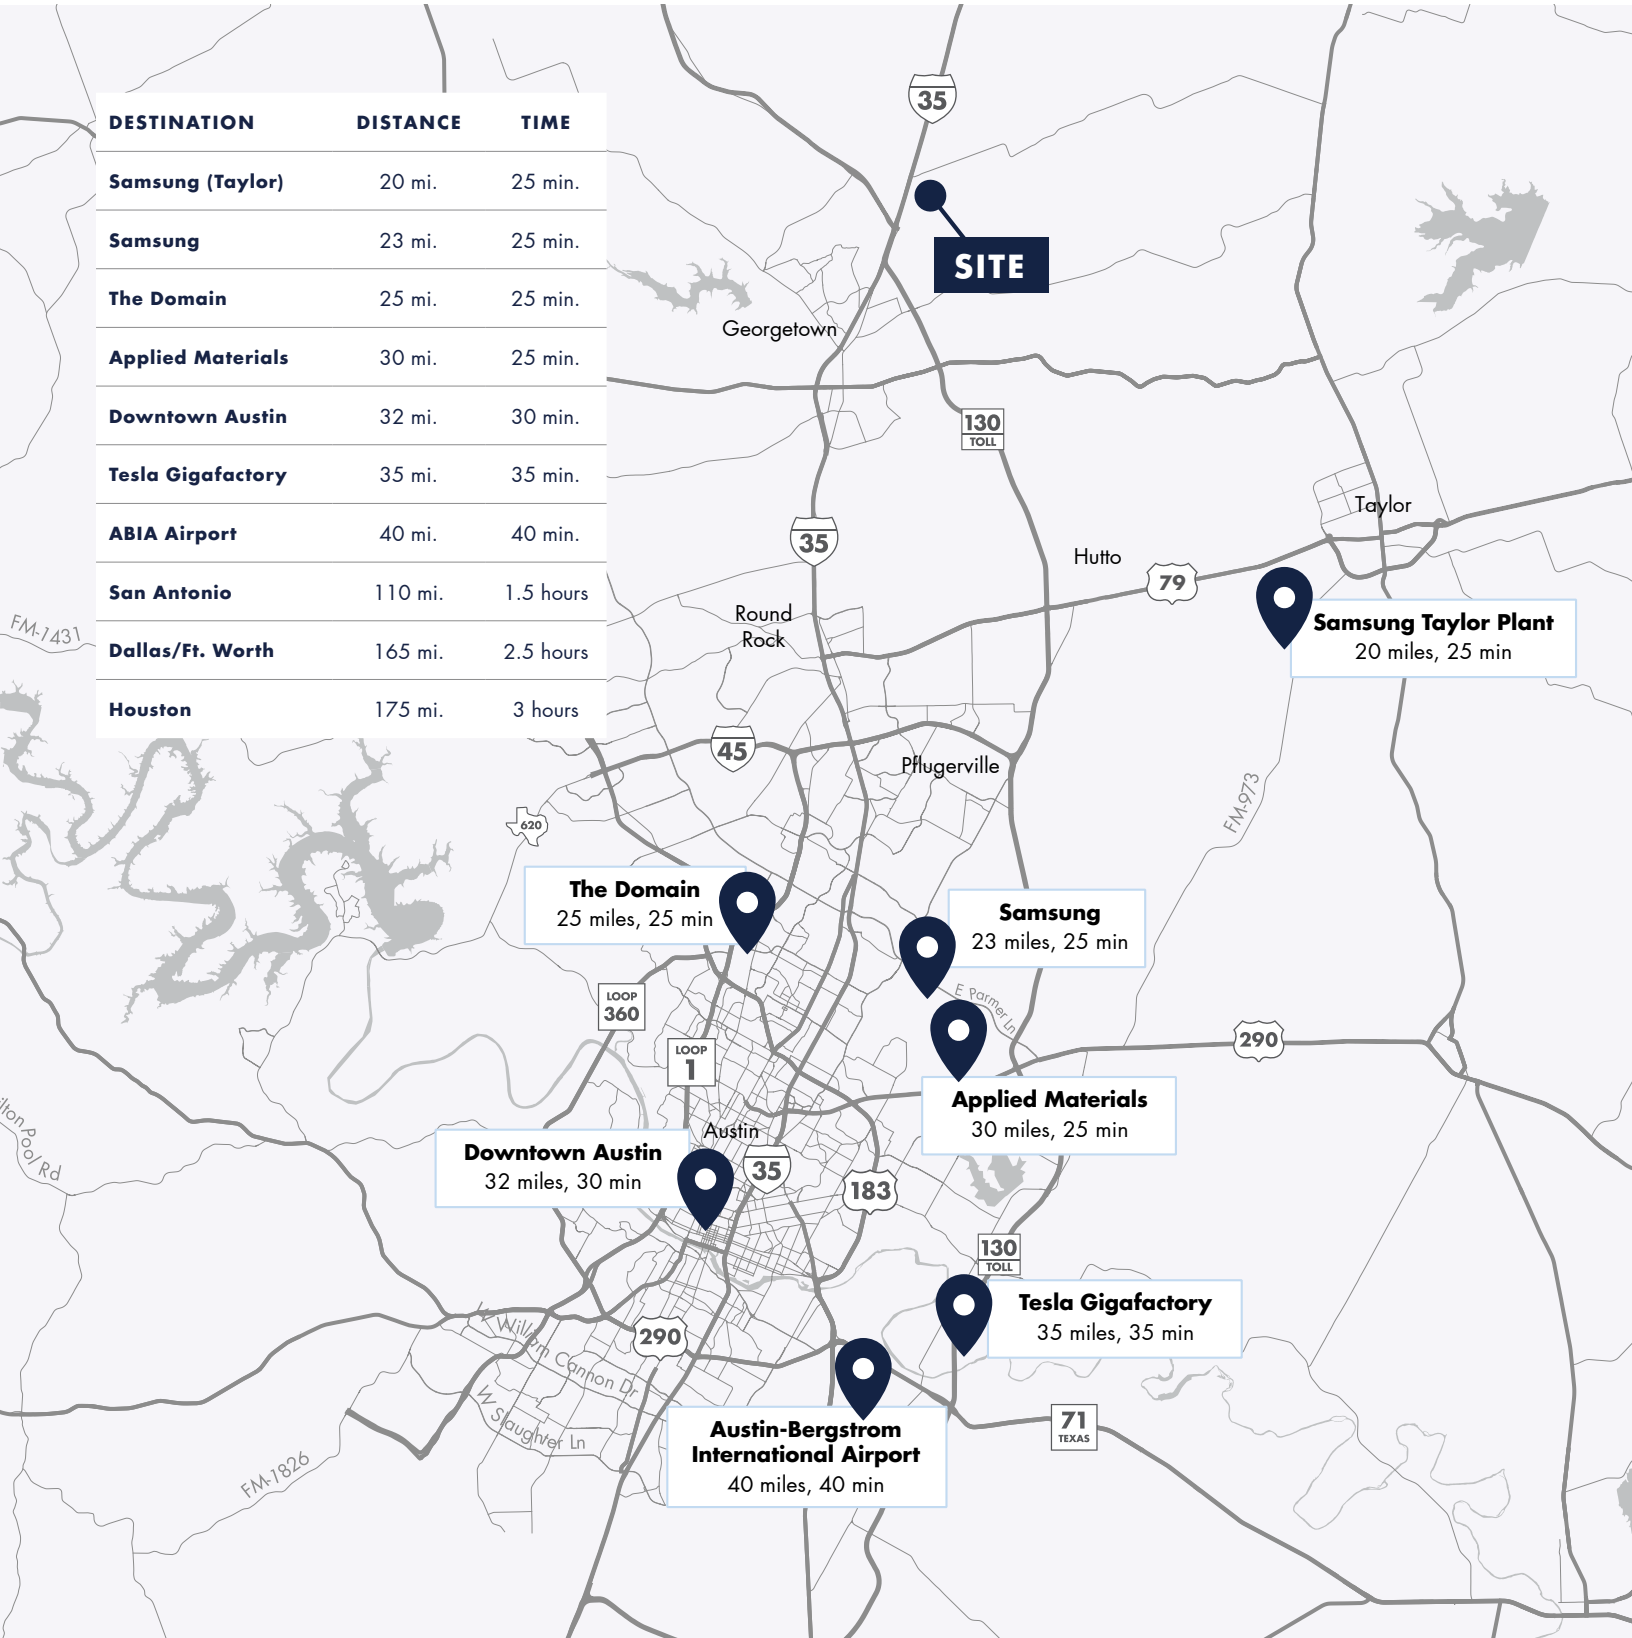 DESTINATION DISTANCE TIME
Samsung (Taylor) 20 mi. 25 min.
Samsung 23 mi. 25 min.
The Domain 25 mi. 25 min.
Applied Materials 30 mi. 25 min.
Downtown Austin 32 mi. 30 min.
Tesla Gigafactory 35 mi. 35 min.
ABIA Airport 40 mi. 40 min.
San Antonio 110 mi. 1.5 hours
Dallas/Ft. Worth 165 mi. 2.5 hours
Houston 175 mi. 3 hours
35
SITE
Georgetown
130
TOLL
Taylor
35
Hutto
79
Round
Rock
Samsung Taylor Plant
20 miles, 25 min
FM-1431
45
Pflugerville
FM-973
620
The Domain
25 miles, 25 min
Samsung
23 miles, 25 min
E Parmer Ln
LOOP
360
LOOP
1
290
Applied Materials
30 miles, 25 min
Pool Rd
Austin
Downtown Austin
32 miles, 30 min
35
183
130
TOLL
Tesla Gigafactory
35 miles, 35 min
290
W William Cannon Dr
W Slaughter Ln
71
TEXAS
Austin-Bergstrom
International Airport
40 miles, 40 min
FM-1826